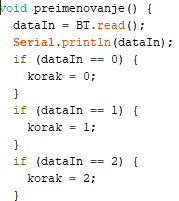 void preimenovanje() {
dataIn = BT.read();
Serial.println(dataIn);
if (dataIn == 0) {
korak = 0;
}
if (dataIn == 1) {
korak = 1;
}
if (dataIn == 2) {
korak = 2;
}